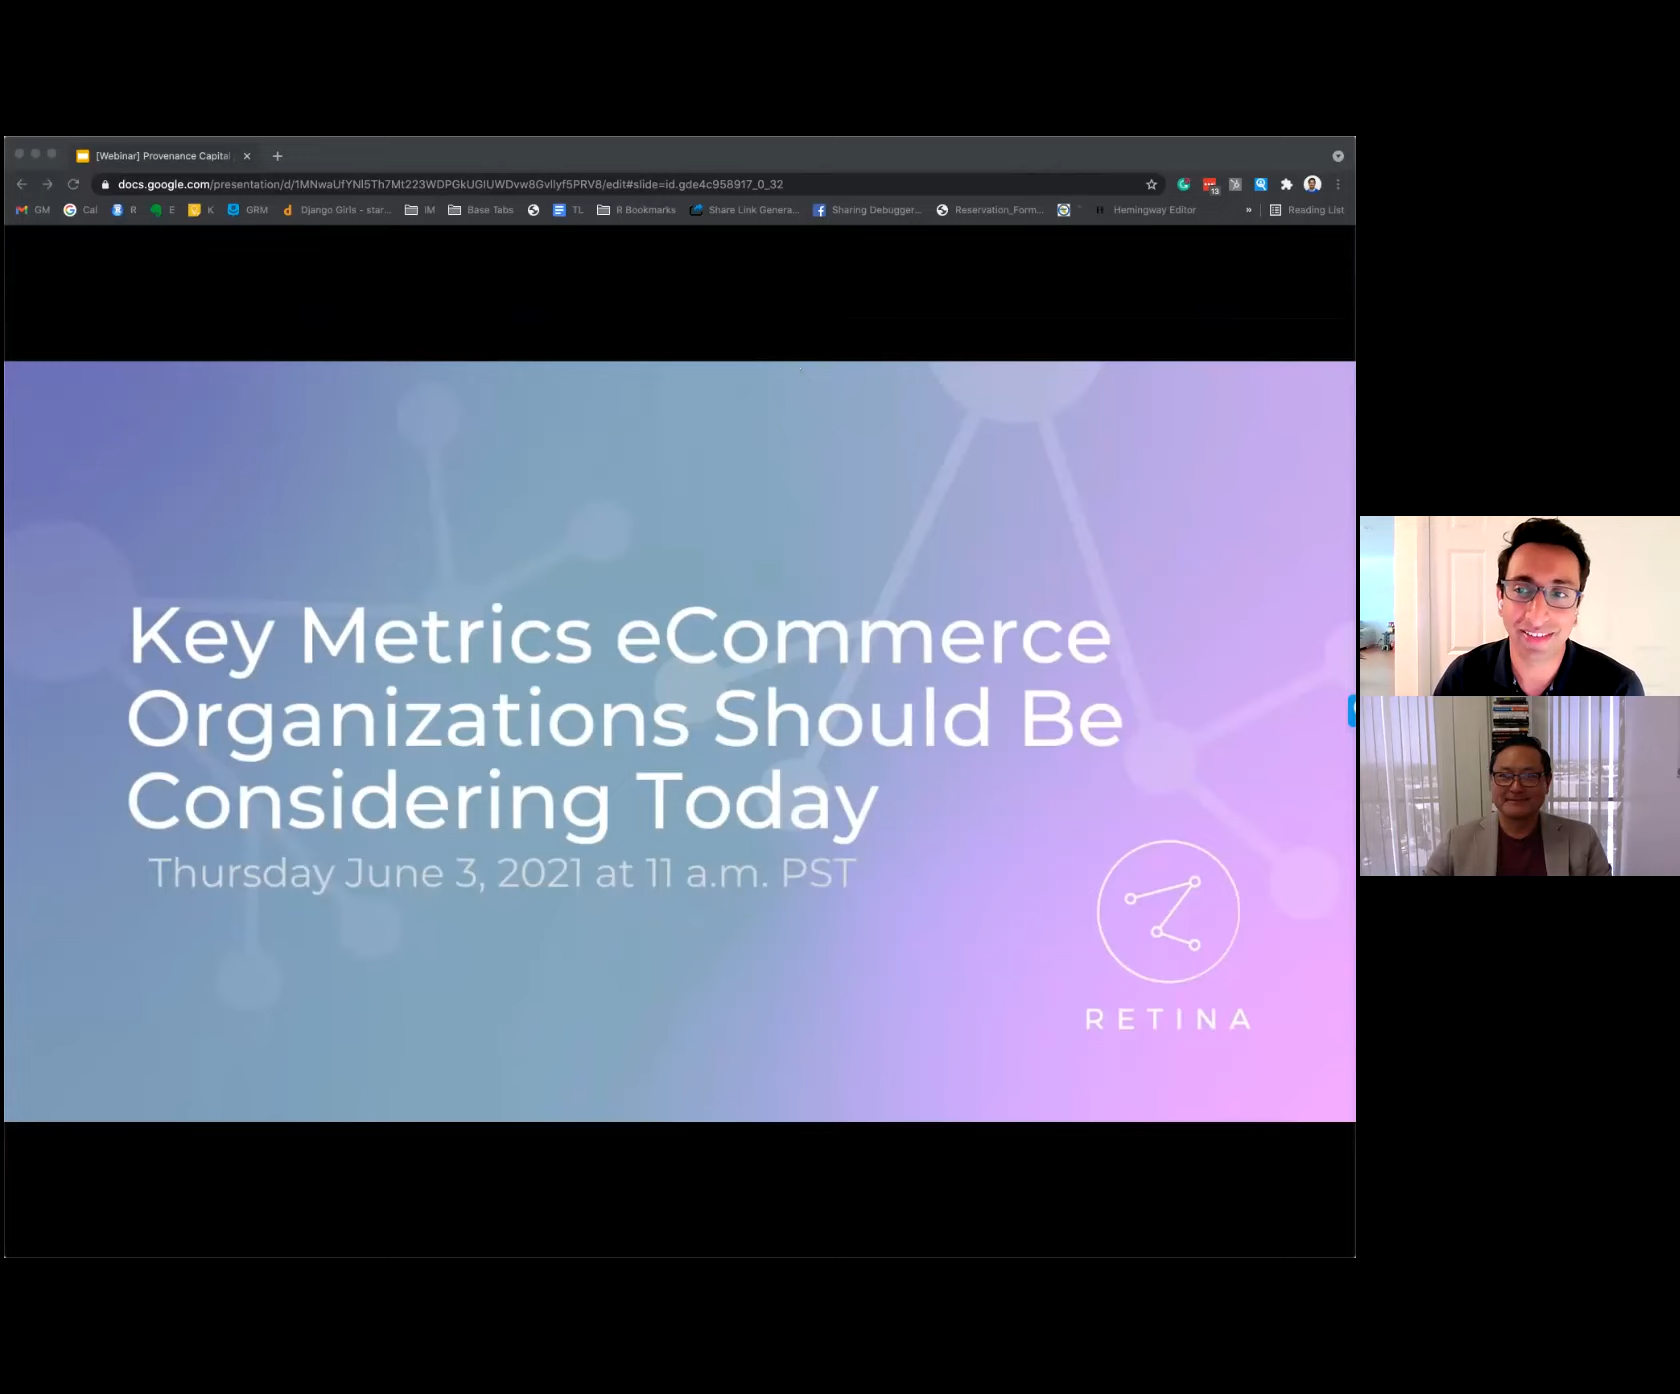 [Webinar] Provenance Capital
docs.google.com/presentation/d/1MNwaUfYNl5Th7Mt223WDPGkUGIUWDvw8Gvllyf5PRV8/edit#slide=id.gde4c958917_0_32
13
GM Cal R E K GRM Django Girls - star... IM Base Tabs TL R Bookmarks Share Link Genera... Sharing Debugger... Reservation_Form... Hemingway Editor » Reading List
Key Metrics eCommerce
Organizations Should Be
Considering Today
Thursday June 3, 2021 at 11 a.m. PST
RETINA